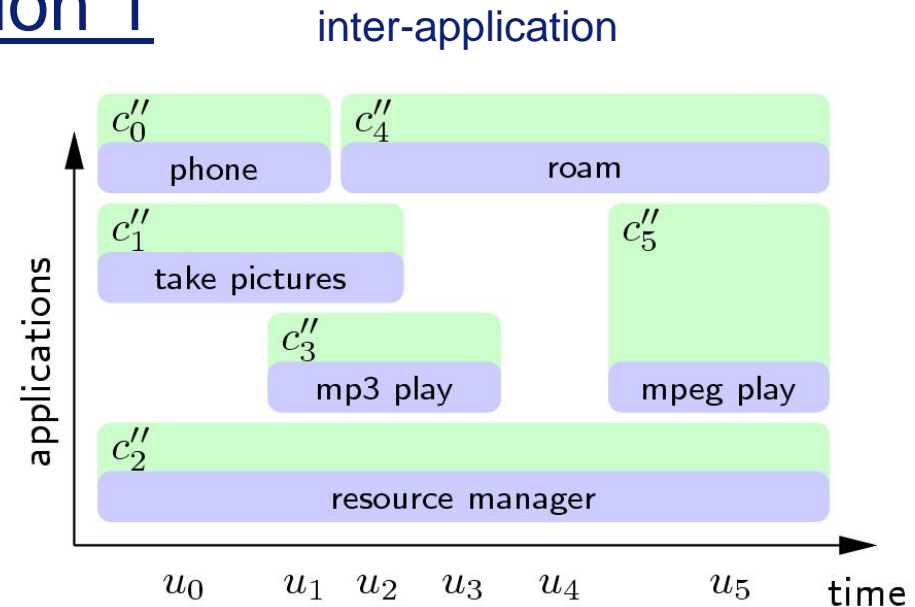 ion 1
inter-application
c″₀ c″₄
phone roam
c″₁ c″₅
take pictures
c″₃
mp3 play mpeg play
c″₂
resource manager
applications
u₀ u₁ u₂ u₃ u₄ u₅ time